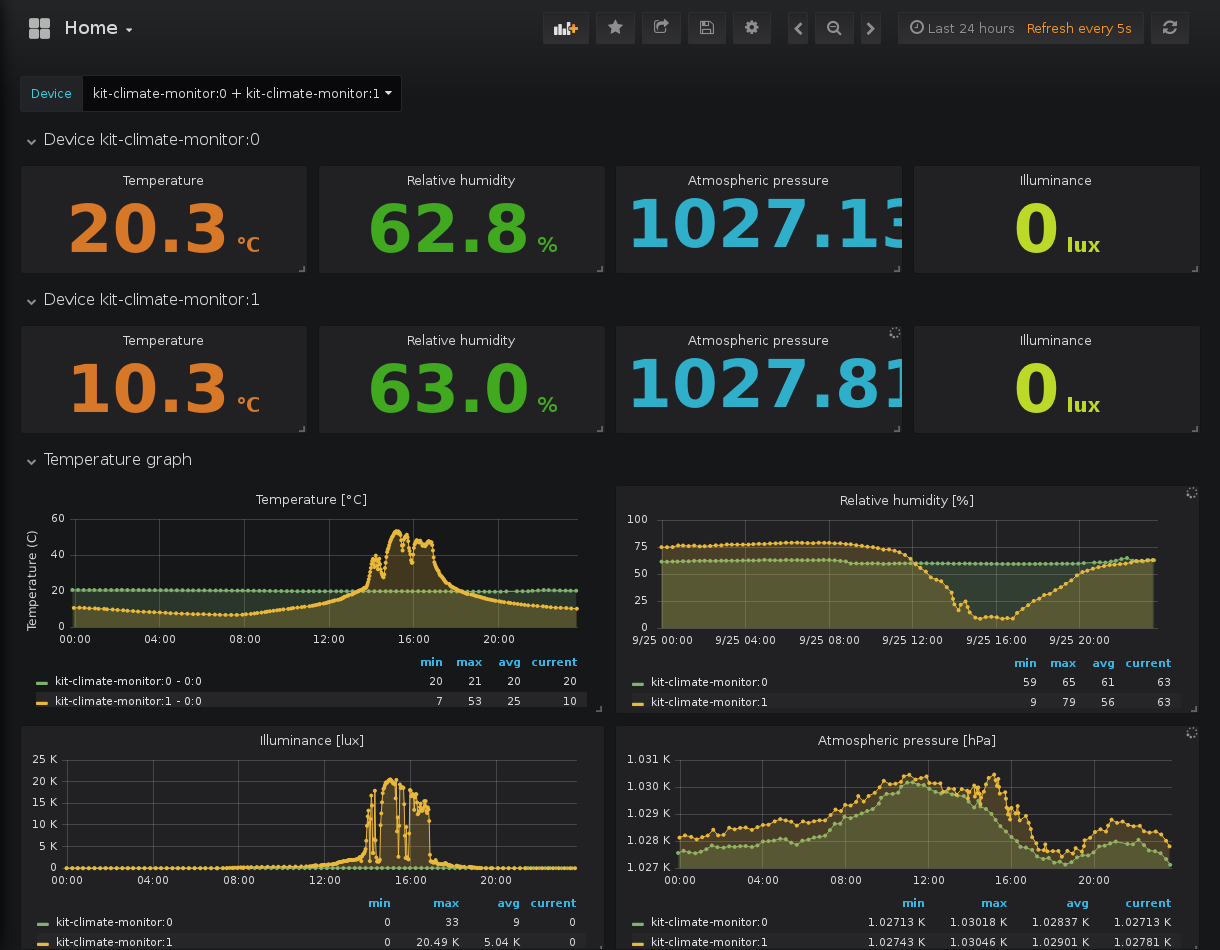 Home
Last 24 hours Refresh every 5s
Device kit-climate-monitor:0 + kit-climate-monitor:1
Device kit-climate-monitor:0
Temperature Relative humidity Atmospheric pressure Illuminance
20.3 °C 62.8 % 1027.13 0 lux
Device kit-climate-monitor:1
Temperature Relative humidity Atmospheric pressure Illuminance
10.3 °C 63.0 % 1027.81 0 lux
Temperature graph
Temperature [°C]
Temperature (C)
60
40
20
0
00:00 04:00 08:00 12:00 16:00 20:00
min max avg current
kit-climate-monitor:0 - 0:0 20 21 20 20
kit-climate-monitor:1 - 0:0 7 53 25 10
Relative humidity [%]
100
75
50
25
0
9/25 00:00 9/25 04:00 9/25 08:00 9/25 12:00 9/25 16:00 9/25 20:00
min max avg current
kit-climate-monitor:0 59 65 61 63
kit-climate-monitor:1 9 79 56 63
Illuminance [lux]
25 K
20 K
15 K
10 K
5 K
0
00:00 04:00 08:00 12:00 16:00 20:00
min max avg current
kit-climate-monitor:0 0 33 9 0
kit-climate-monitor:1 0 20.49 K 5.04 K 0
Atmospheric pressure [hPa]
1.031 K
1.030 K
1.029 K
1.028 K
1.027 K
00:00 04:00 08:00 12:00 16:00 20:00
min max avg current
kit-climate-monitor:0 1.02713 K 1.03018 K 1.02837 K 1.02713 K
kit-climate-monitor:1 1.02743 K 1.03046 K 1.02901 K 1.02781 K